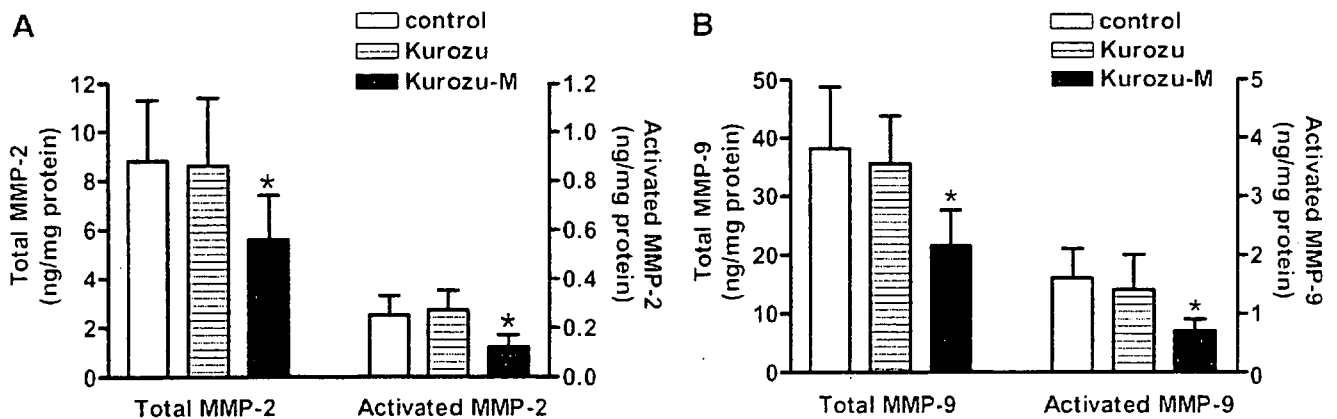 A
control
Kurozu
Kurozu-M
Total MMP-2
(ng/mg protein)
12
10
8
6
4
2
0
*
*
1.2
1.0
0.8
0.6
0.4
0.2
0.0
Activated MMP-2
(ng/mg protein)
Total MMP-2 Activated MMP-2
B
control
Kurozu
Kurozu-M
Total MMP-9
(ng/mg protein)
50
40
30
20
10
0
*
*
5
4
3
2
1
0
Activated MMP-9
(ng/mg protein)
Total MMP-9 Activated MMP-9